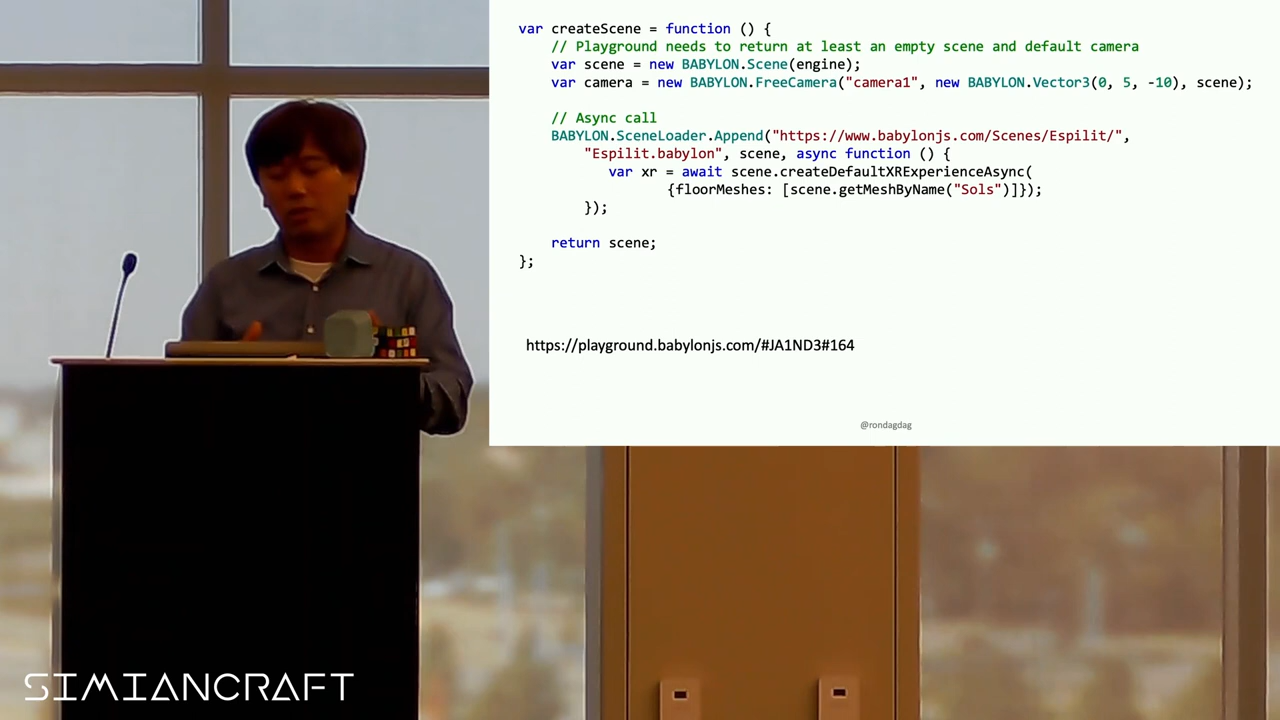 var createScene = function () {
// Playground needs to return at least an empty scene and default camera
var scene = new BABYLON.Scene(engine);
var camera = new BABYLON.FreeCamera("camera1", new BABYLON.Vector3(0, 5, -10), scene);
// Async call
BABYLON.SceneLoader.Append("https://www.babylonjs.com/Scenes/Espilit/",
"Espilit.babylon", scene, async function () {
var xr = await scene.createDefaultXRExperienceAsync(
{floorMeshes: [scene.getMeshByName("Sols")]});
});
return scene;
};
https://playground.babylonjs.com/#JA1ND3#164
@rondagdag
SIMIANCRAFT